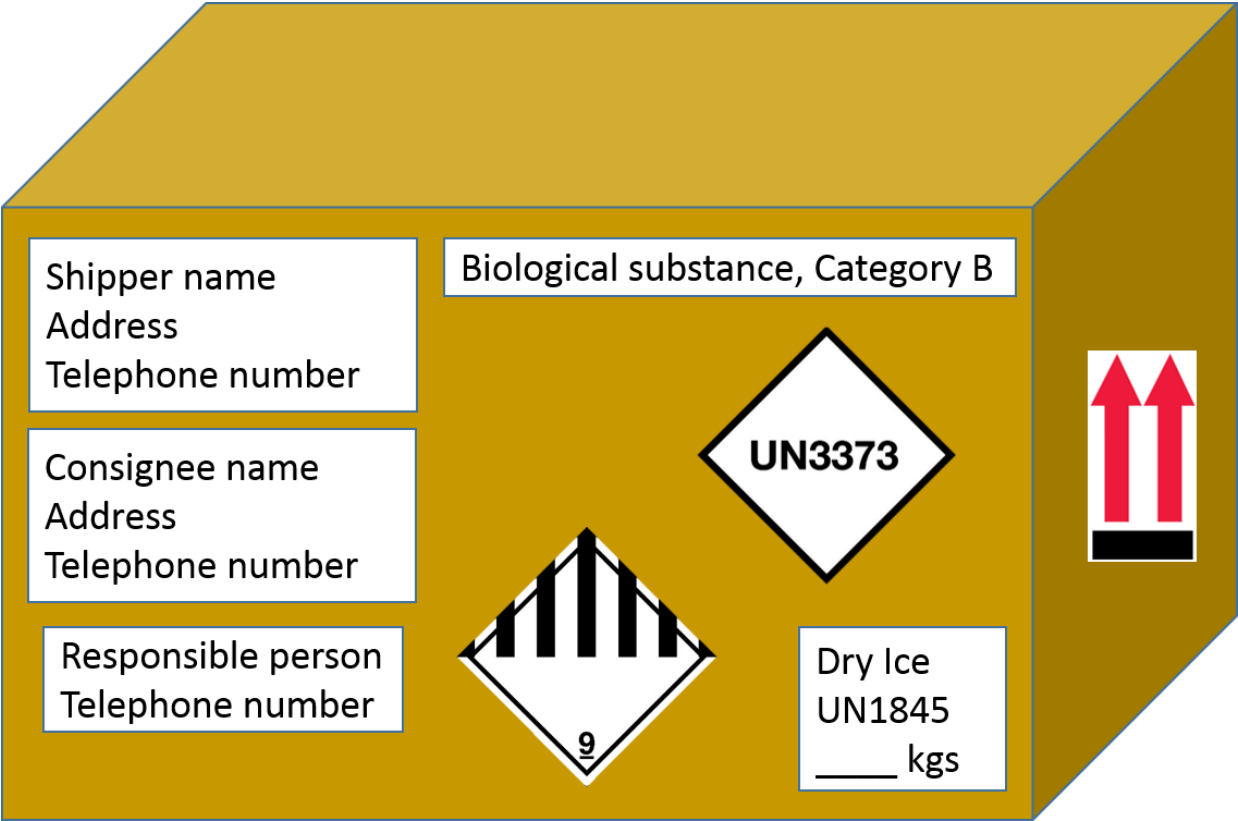 Shipper name
Address
Telephone number
Biological substance, Category B
Consignee name
Address
Telephone number
UN3373
Responsible person
Telephone number
9
Dry Ice
UN1845
____ kgs